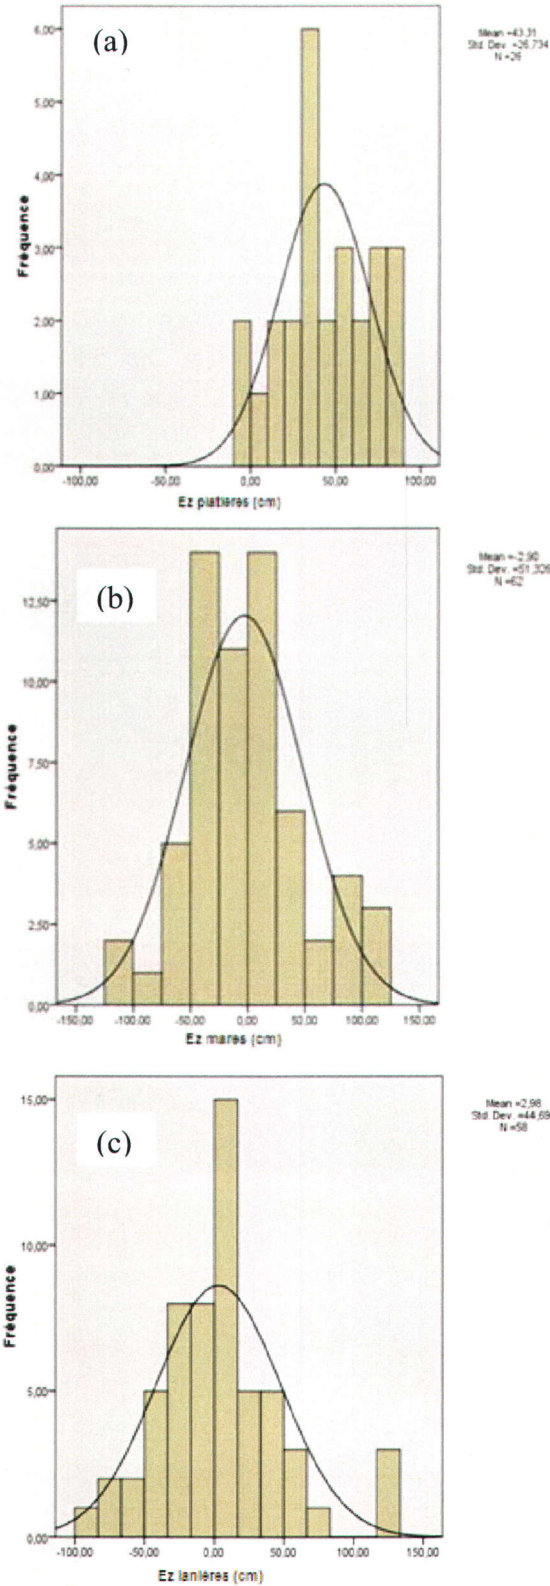 (a)
Mean =43,31
Std. Dev. =26,734
N =26
Fréquence
6,00
5,00
4,00
3,00
2,00
1,00
0,00
-100,00 -50,00 0,00 50,00 100,00
Ez platières (cm)
(b)
Mean =-2,90
Std. Dev. =51,326
N =62
Fréquence
12,50
10,00
7,50
5,00
2,50
0,00
-150,00 -100,00 -50,00 0,00 50,00 100,00 150,00
Ez mares (cm)
(c)
Mean =2,98
Std. Dev. =44,69
N =58
Fréquence
15,00
10,00
5,00
0,00
-100,00 -50,00 0,00 50,00 100,00 150,00
Ez lanières (cm)